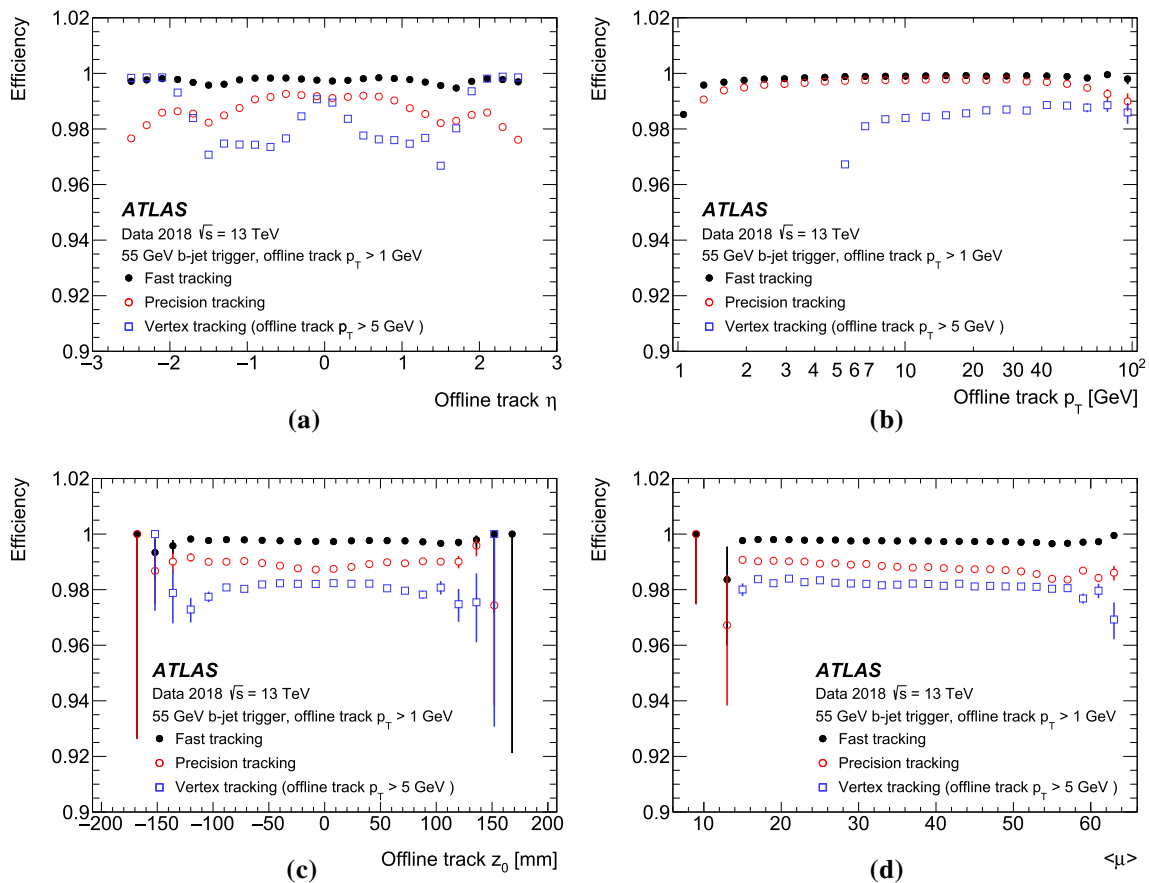 Efficiency
1.02
1
0.98
0.96
0.94
0.92
0.9
ATLAS
Data 2018 √s = 13 TeV
55 GeV b-jet trigger, offline track p_T > 1 GeV
Fast tracking
Precision tracking
Vertex tracking (offline track p_T > 5 GeV )
−3 −2 −1 0 1 2 3
Offline track η
(a)
Efficiency
1.02
1
0.98
0.96
0.94
0.92
0.9
ATLAS
Data 2018 √s = 13 TeV
55 GeV b-jet trigger, offline track p_T > 1 GeV
Fast tracking
Precision tracking
Vertex tracking (offline track p_T > 5 GeV )
1 2 3 4 5 6 7 10 20 30 40 10²
Offline track p_T [GeV]
(b)
Efficiency
1.02
1
0.98
0.96
0.94
0.92
0.9
ATLAS
Data 2018 √s = 13 TeV
55 GeV b-jet trigger, offline track p_T > 1 GeV
Fast tracking
Precision tracking
Vertex tracking (offline track p_T > 5 GeV )
−200 −150 −100 −50 0 50 100 150 200
Offline track z_0 [mm]
(c)
Efficiency
1.02
1
0.98
0.96
0.94
0.92
0.9
ATLAS
Data 2018 √s = 13 TeV
55 GeV b-jet trigger, offline track p_T > 1 GeV
Fast tracking
Precision tracking
Vertex tracking (offline track p_T > 5 GeV )
10 20 30 40 50 60
<μ>
(d)